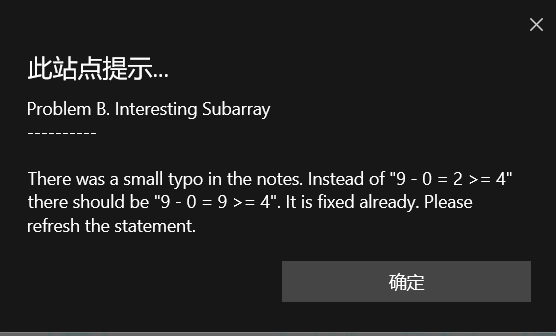 此站点提示...
Problem B. Interesting Subarray
----------
There was a small typo in the notes. Instead of "9 - 0 = 2 >= 4"
there should be "9 - 0 = 9 >= 4". It is fixed already. Please
refresh the statement.
确定